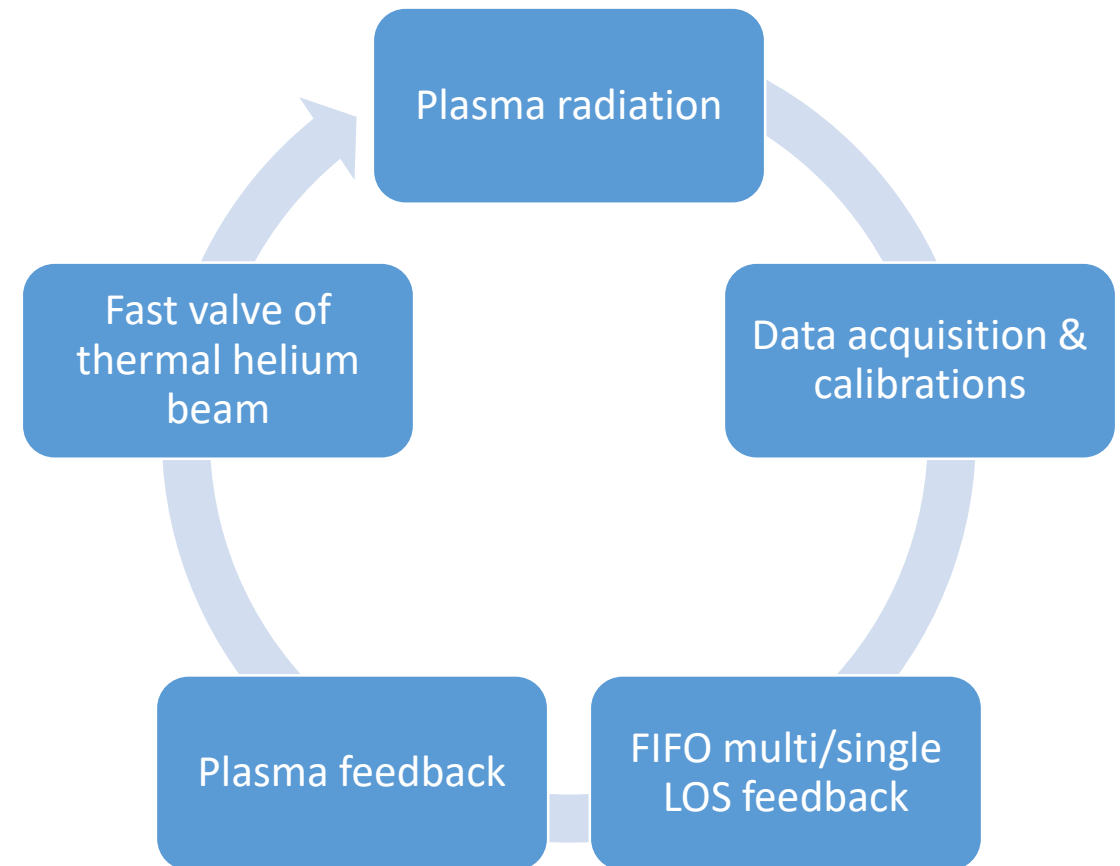 Plasma radiation
Data acquisition &
calibrations
FIFO multi/single
LOS feedback
Plasma feedback
Fast valve of
thermal helium
beam